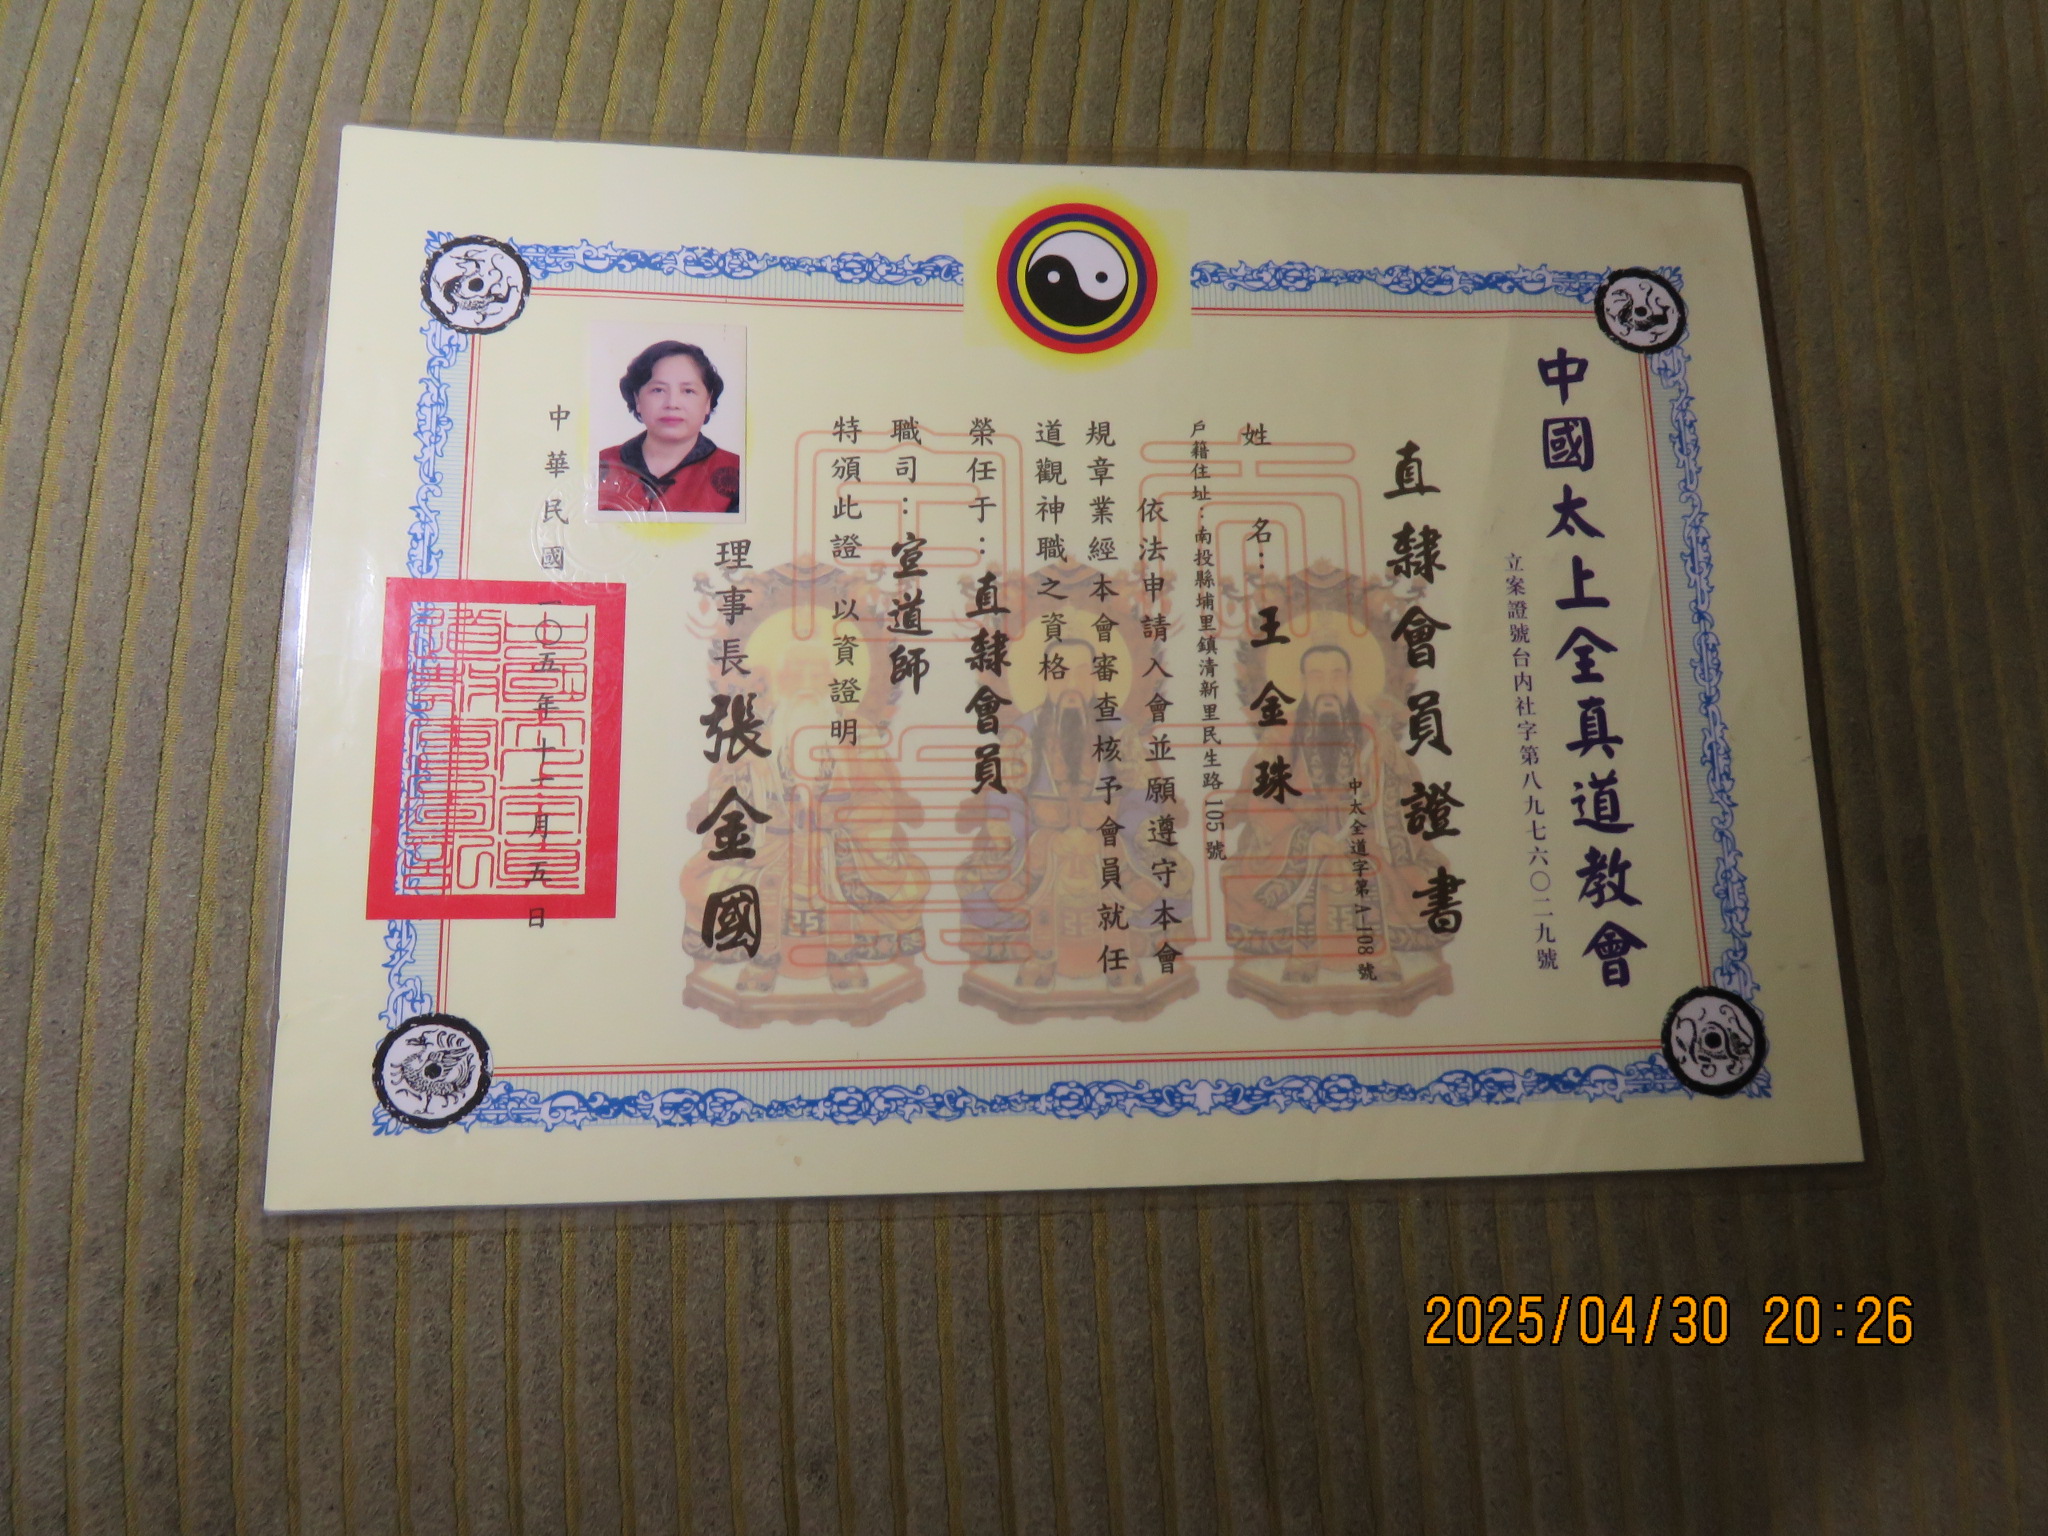 中國太上全真道教會
立案證號台内社字第八九七六〇二九號
直隸會員證書
中太全道字第A-108號
姓 名：王金珠
戶籍住址：南投縣埔里鎮清新里民生路105號
依法申請入會並願遵守本會
規章業經本會審查核予會員就任
道觀神職之資格
榮任于：直隸會員
職司：宣道師
特頒此證 以資證明
理事長 張金國
中華民國一〇五年十一月五日
2025/04/30 20:26